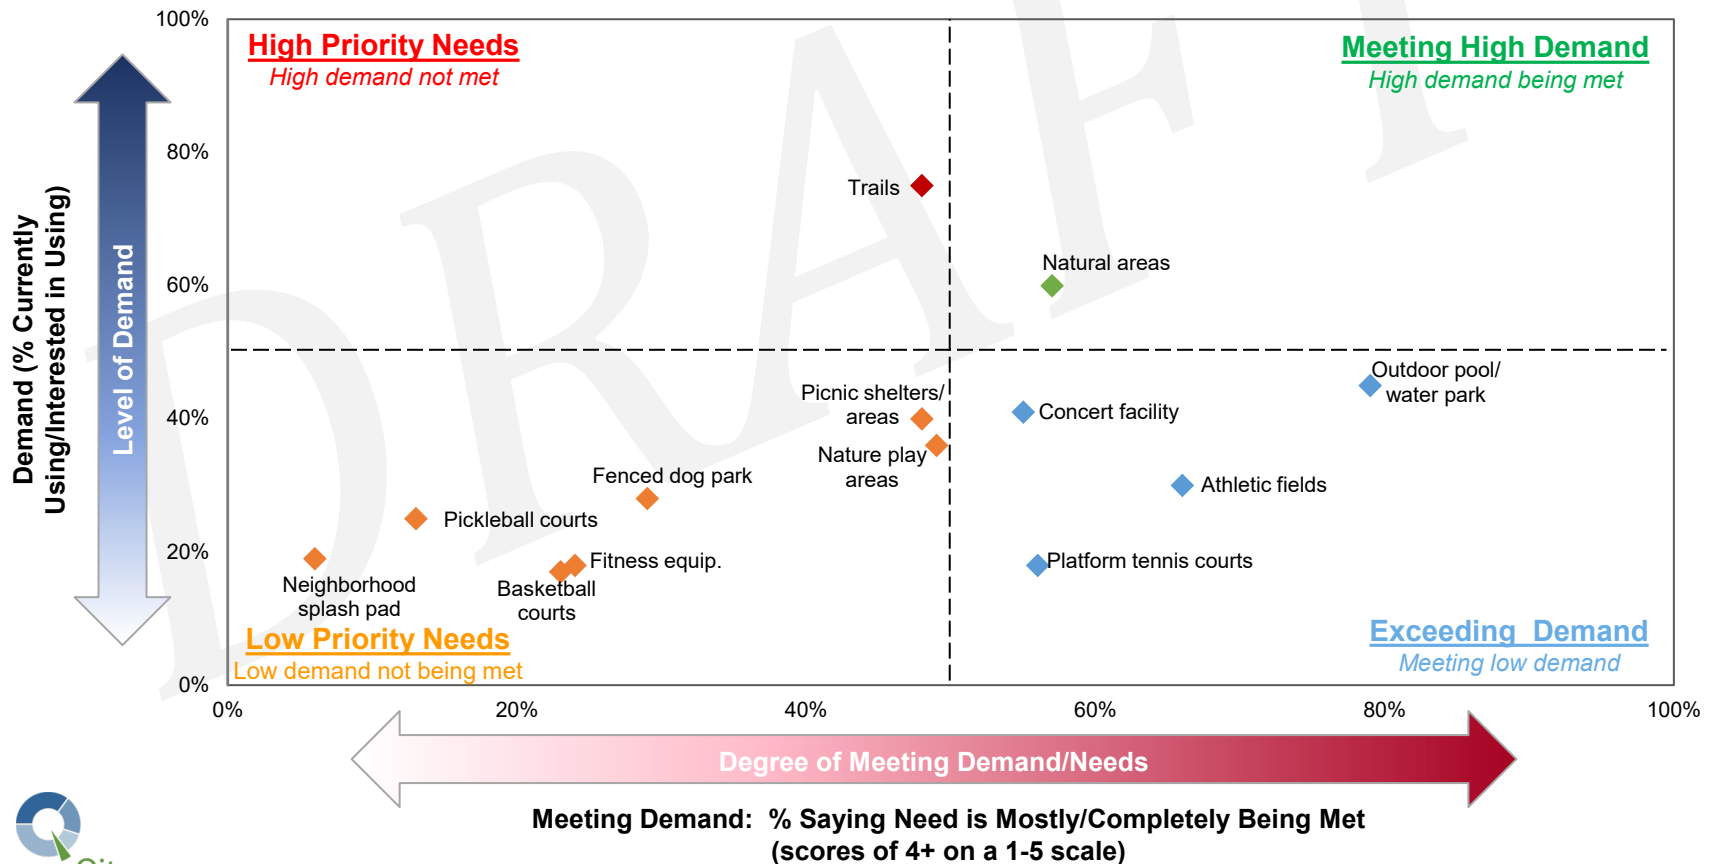 100%
High Priority Needs
High demand not met
Meeting High Demand
High demand being met
80%
Trails
Natural areas
60%
Demand (% Currently
Using/Interested in Using)
Level of Demand
Outdoor pool/
water park
Picnic shelters/
areas
Concert facility
40%
Nature play
areas
Fenced dog park
Athletic fields
Pickleball courts
20%
Fitness equip.
Platform tennis courts
Neighborhood
splash pad
Basketball
courts
Low Priority Needs
Low demand not being met
Exceeding Demand
Meeting low demand
0%
0%
20%
40%
60%
80%
100%
Degree of Meeting Demand/Needs
Meeting Demand: % Saying Need is Mostly/Completely Being Met
(scores of 4+ on a 1-5 scale)
DRAFT